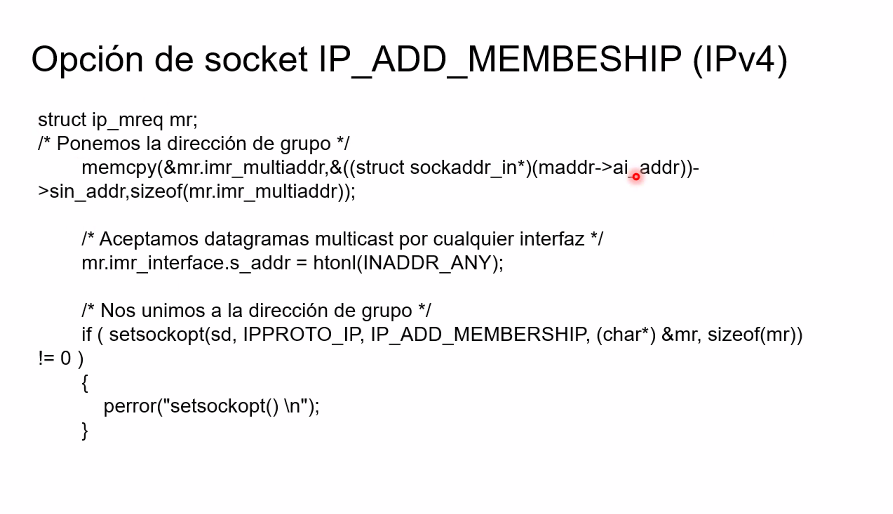 Opción de socket IP_ADD_MEMBESHIP (IPv4)
struct ip_mreq mr;
/* Ponemos la dirección de grupo */
memcpy(&mr.imr_multiaddr,&((struct sockaddr_in*)(maddr->ai_addr))-
>sin_addr,sizeof(mr.imr_multiaddr));
/* Aceptamos datagramas multicast por cualquier interfaz */
mr.imr_interface.s_addr = htonl(INADDR_ANY);
/* Nos unimos a la dirección de grupo */
if ( setsockopt(sd, IPPROTO_IP, IP_ADD_MEMBERSHIP, (char*) &mr, sizeof(mr))
!= 0 )
{
perror("setsockopt() \n");
}